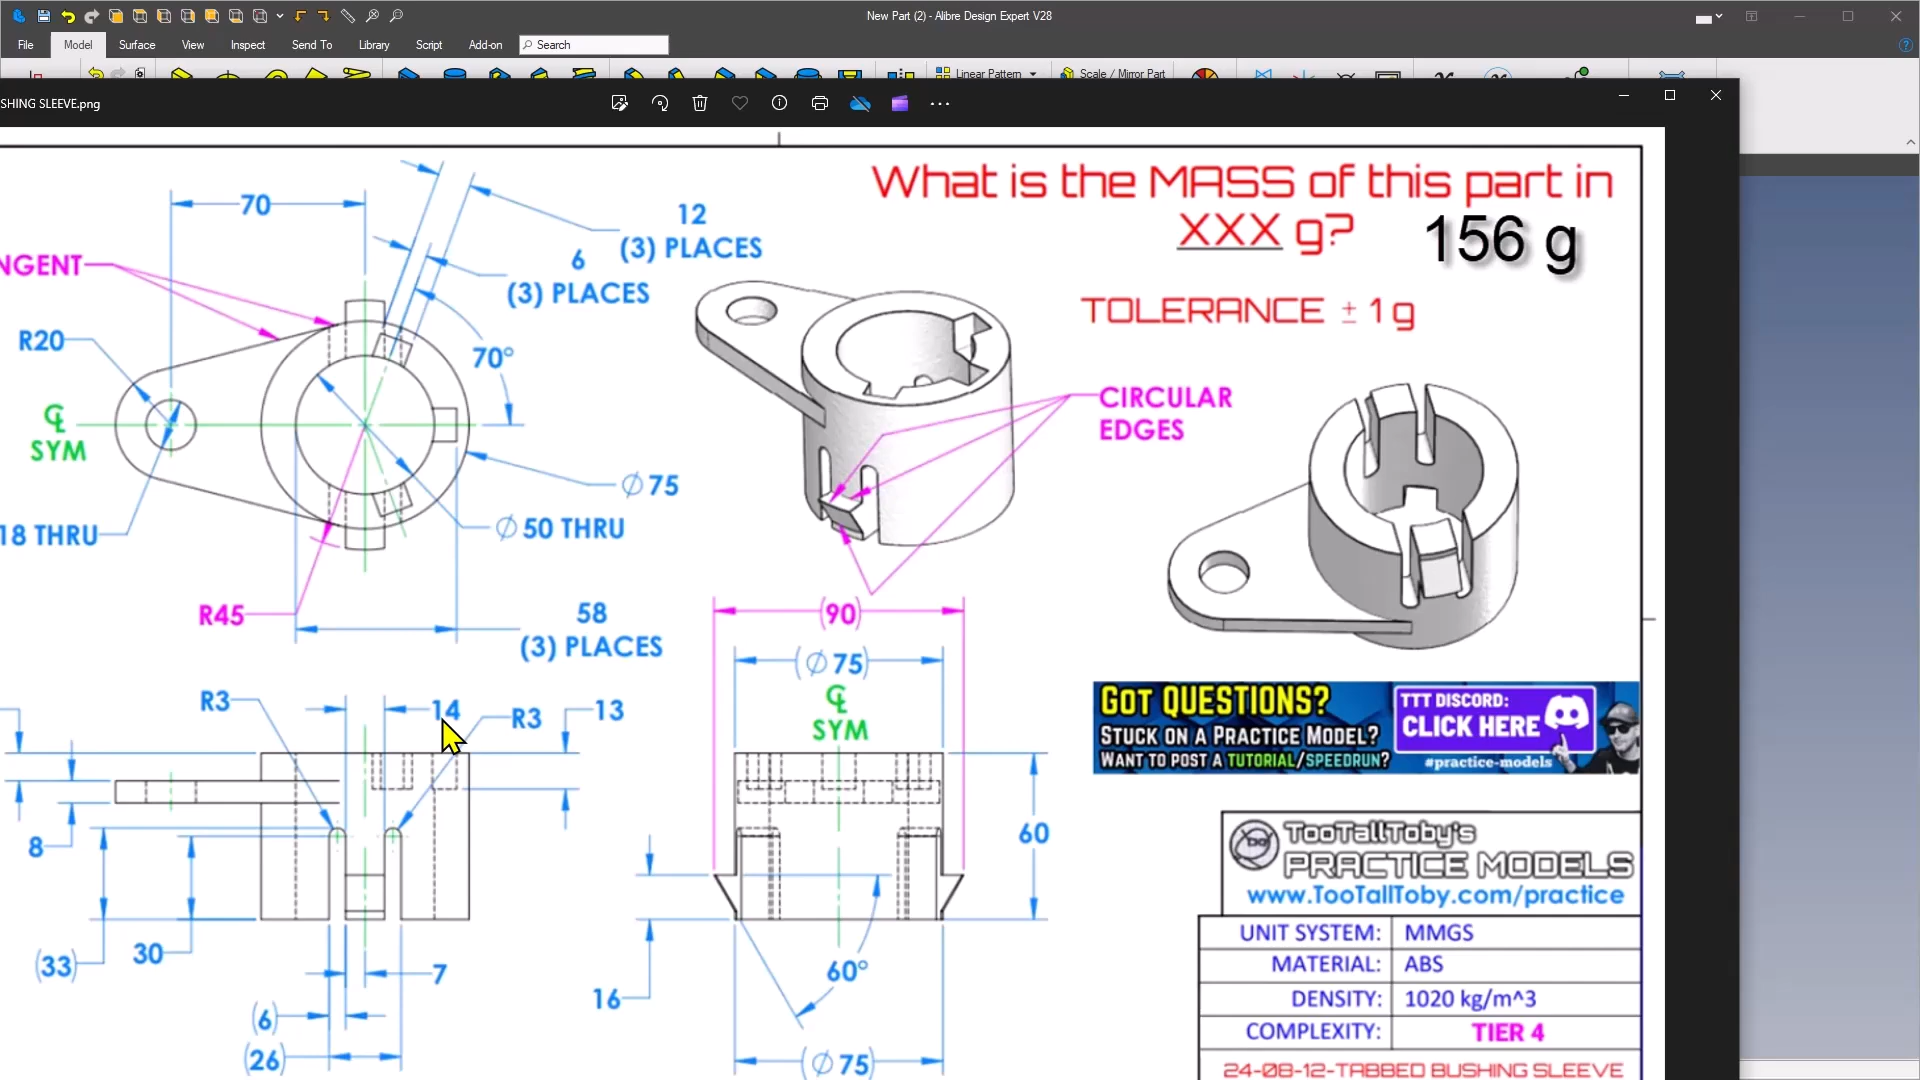 New Part (2) - Alibre Design Expert V28
File Model Surface View Inspect Send To Library Script Add-on Search
Linear Pattern Scale / Mirror Part
SHING SLEEVE.png
What is the MASS of this part in
XXX g? 156 g
TOLERANCE ± 1 g
70
12
(3) PLACES
6
(3) PLACES
NGENT
R20
70°
℄
SYM
CIRCULAR
EDGES
Ø 75
18 THRU
Ø 50 THRU
R45
58
(3) PLACES
(90)
(Ø 75)
℄
SYM
R3
14
R3
13
8
60
(33)
30
7
16
60°
(6)
(26)
(Ø 75)
GOT QUESTIONS?
STUCK ON A PRACTICE MODEL?
WANT TO POST A TUTORIAL/SPEEDRUN?
TTT DISCORD:
CLICK HERE
#practice-models
TooTallToby's
PRACTICE MODELS
www.TooTallToby.com/practice
UNIT SYSTEM: MMGS
MATERIAL: ABS
DENSITY: 1020 kg/m^3
COMPLEXITY: TIER 4
24-08-12-TABBED BUSHING SLEEVE